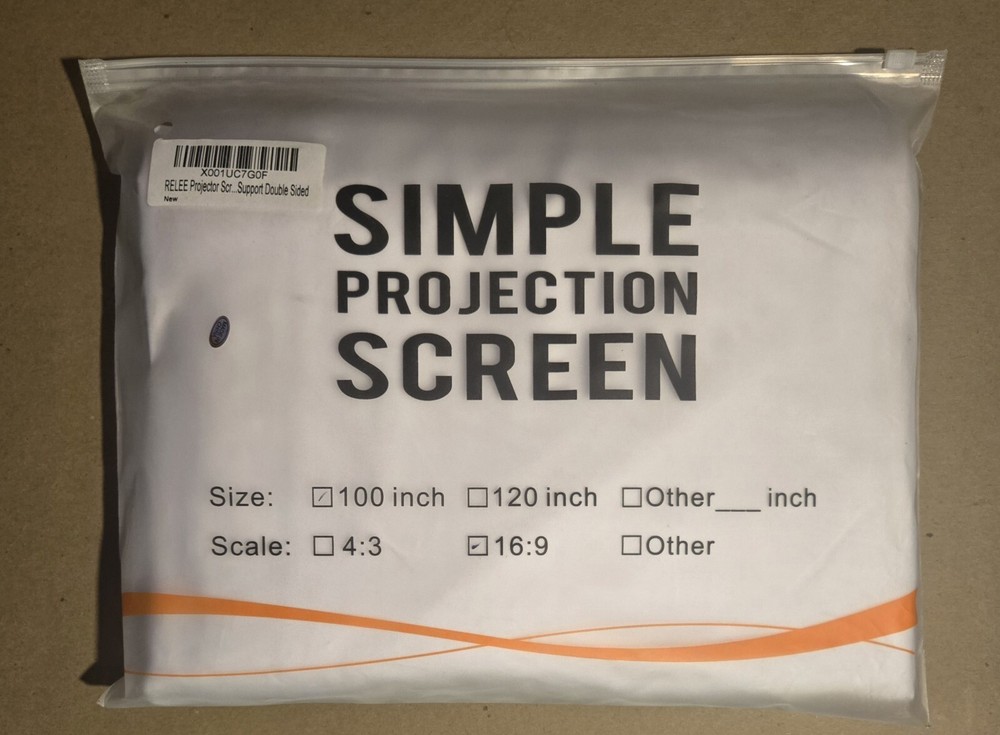 X001UC7G0F
RELEE Projector Scr...Support Double Sided
New
SIMPLE
PROJECTION
SCREEN
Size: ☑100 inch ☐120 inch ☐Other___ inch
Scale: ☐ 4:3 ☑16:9 ☐Other